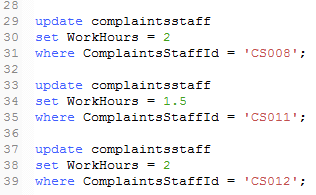 28
29 update complaintsstaff
30 set WorkHours = 2
31 where ComplaintsStaffId = 'CS008';
32
33 update complaintsstaff
34 set WorkHours = 1.5
35 where ComplaintsStaffId = 'CS011';
36
37 update complaintsstaff
38 set WorkHours = 2
39 where ComplaintsStaffId = 'CS012';